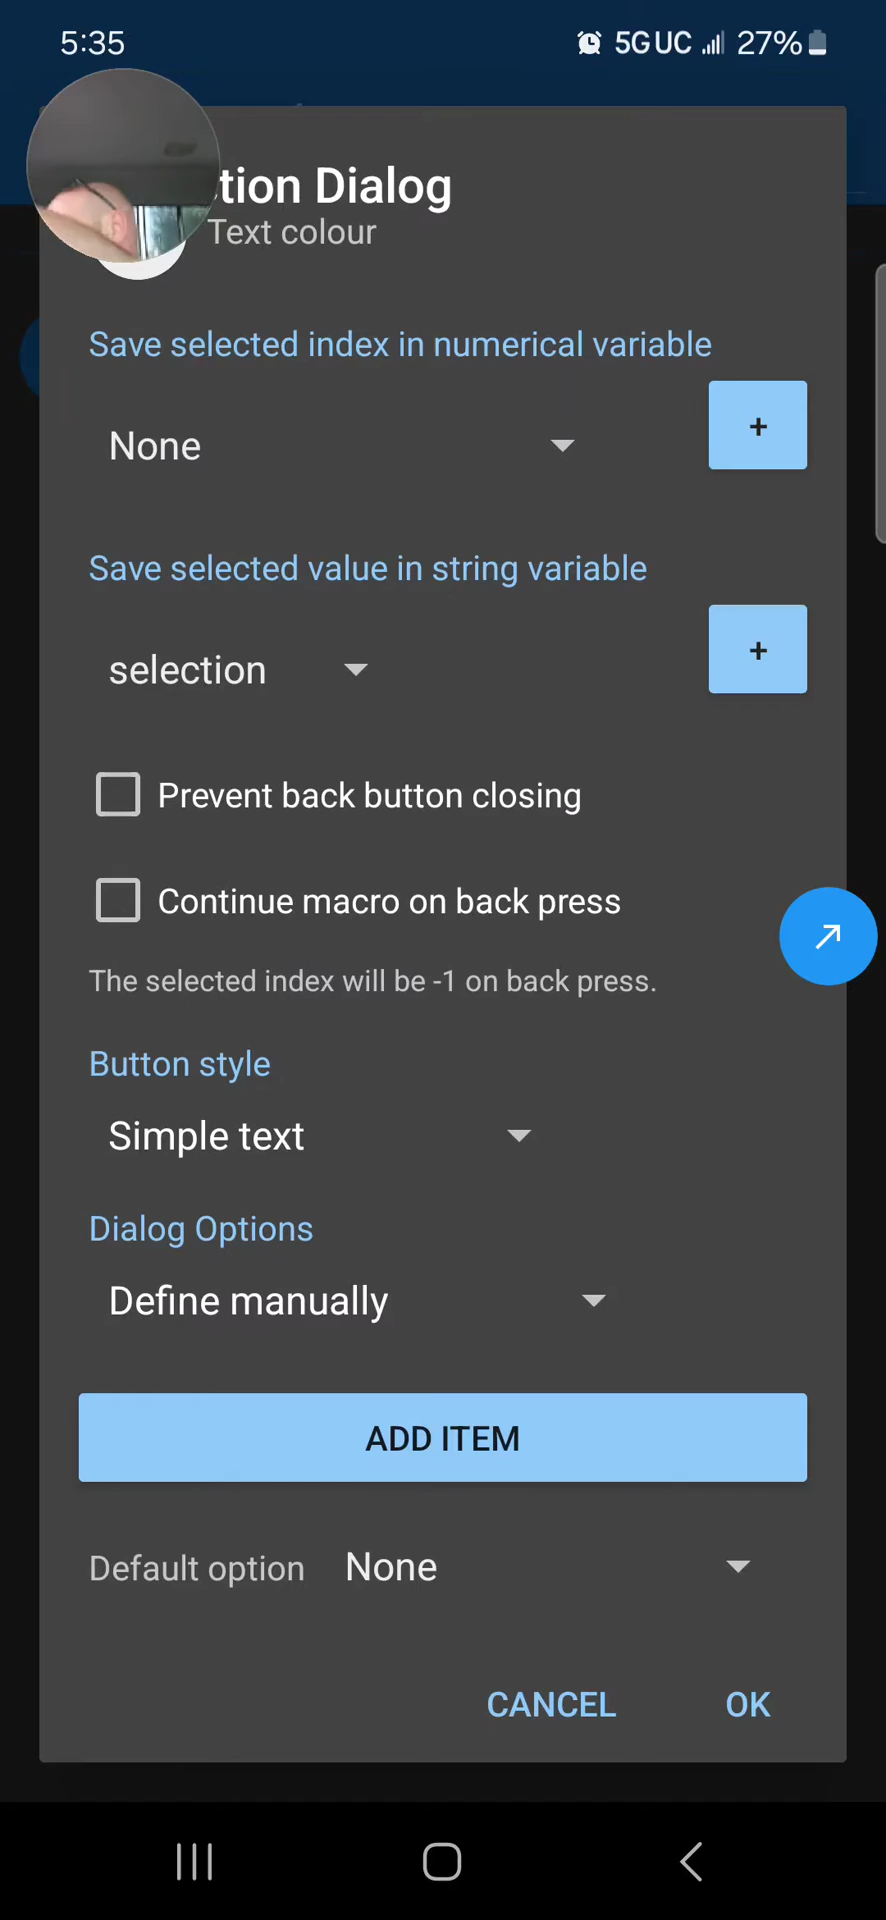 5:35 5G UC 27%
tion Dialog
Text colour
Save selected index in numerical variable
None
+
Save selected value in string variable
selection
+
Prevent back button closing
Continue macro on back press
The selected index will be -1 on back press.
Button style
Simple text
Dialog Options
Define manually
ADD ITEM
Default option None
CANCEL OK